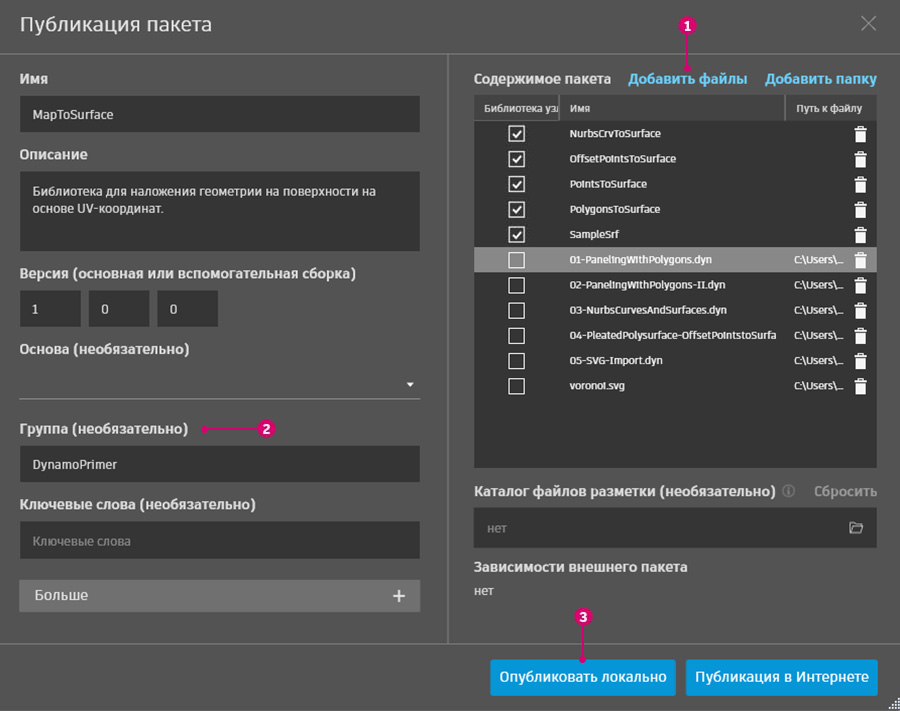 Публикация пакета
1
Имя
MapToSurface
Описание
Библиотека для наложения геометрии на поверхности на
основе UV-координат.
Версия (основная или вспомогательная сборка)
1 0 0
Основа (необязательно)
Группа (необязательно) 2
DynamoPrimer
Ключевые слова (необязательно)
Ключевые слова
Больше +
Содержимое пакета Добавить файлы Добавить папку
Библиотека узл Имя Путь к файлу
NurbsCrvToSurface
OffsetPointsToSurface
PointsToSurface
PolygonsToSurface
SampleSrf
01-PanelingWithPolygons.dyn C:\Users\...
02-PanelingWithPolygons-II.dyn C:\Users\...
03-NurbsCurvesAndSurfaces.dyn C:\Users\...
04-PleatedPolysurface-OffsetPointstoSurfa C:\Users\...
05-SVG-Import.dyn C:\Users\...
voronoi.svg C:\Users\...
Каталог файлов разметки (необязательно) Сбросить
нет
Зависимости внешнего пакета
нет
3
Опубликовать локально Публикация в Интернете